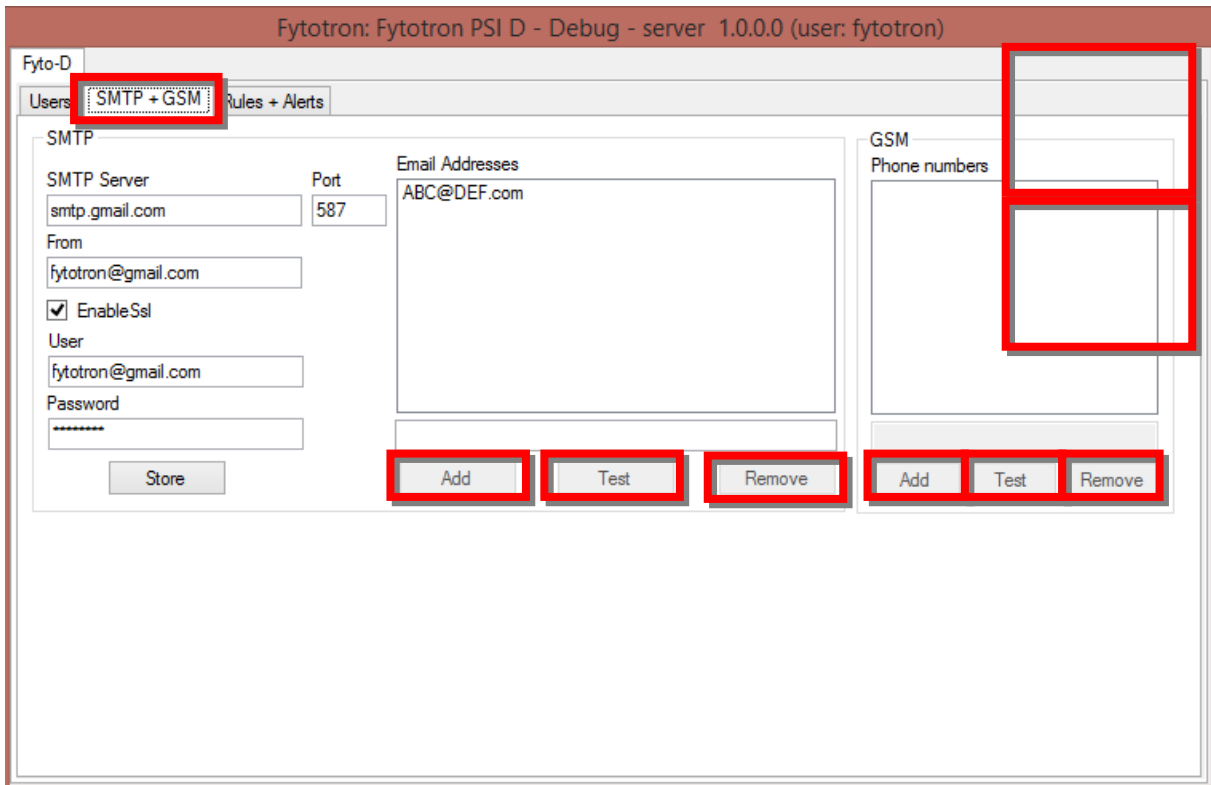 Fytotron: Fytotron PSI D - Debug - server 1.0.0.0 (user: fytotron)
Fyto-D
Users SMTP + GSM Rules + Alerts
SMTP
SMTP Server Port
smtp.gmail.com 587
From
fytotron@gmail.com
EnableSsl
User
fytotron@gmail.com
Password
********
Store
Email Addresses
ABC@DEF.com
Add Test Remove
GSM
Phone numbers
Add Test Remove